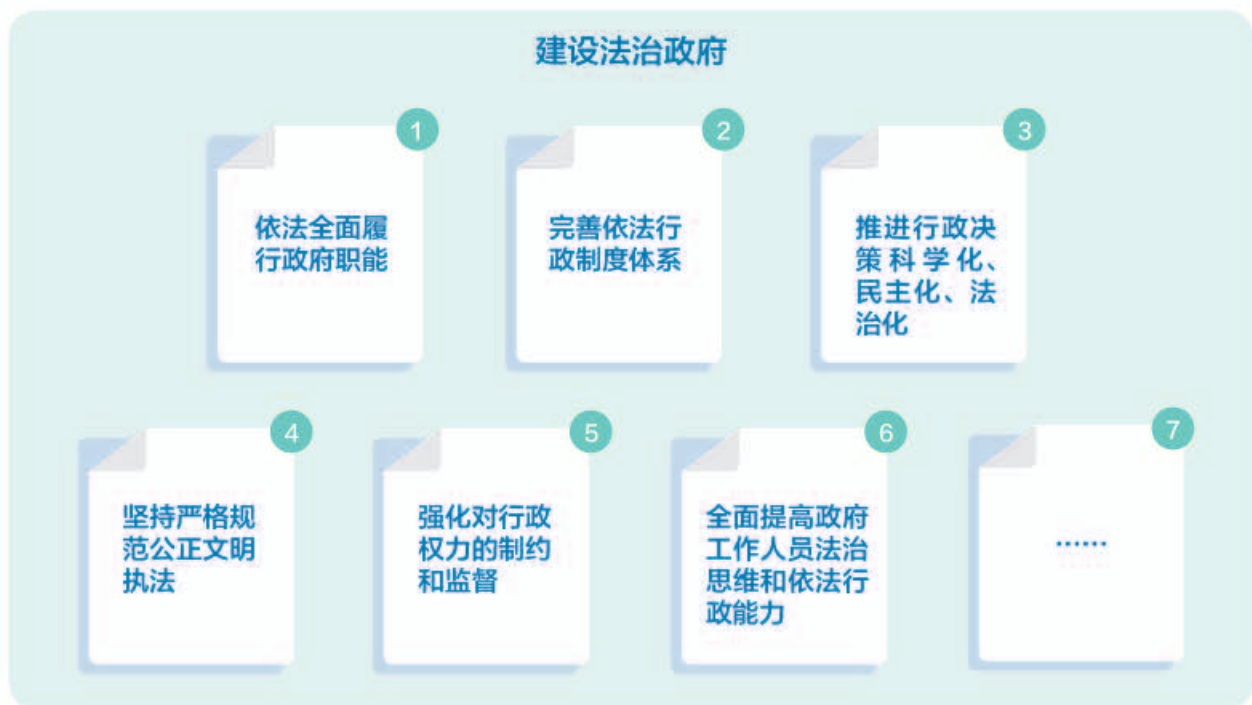 建设法治政府
1
2
3
依法全面履
行政府职能
完善依法行
政制度体系
推进行政决
策科学化、
民主化、法
治化
4
5
6
7
坚持严格规
范公正文明
执法
强化对行政
权力的制约
和监督
全面提高政府
工作人员法治
思维和依法行
政能力
……